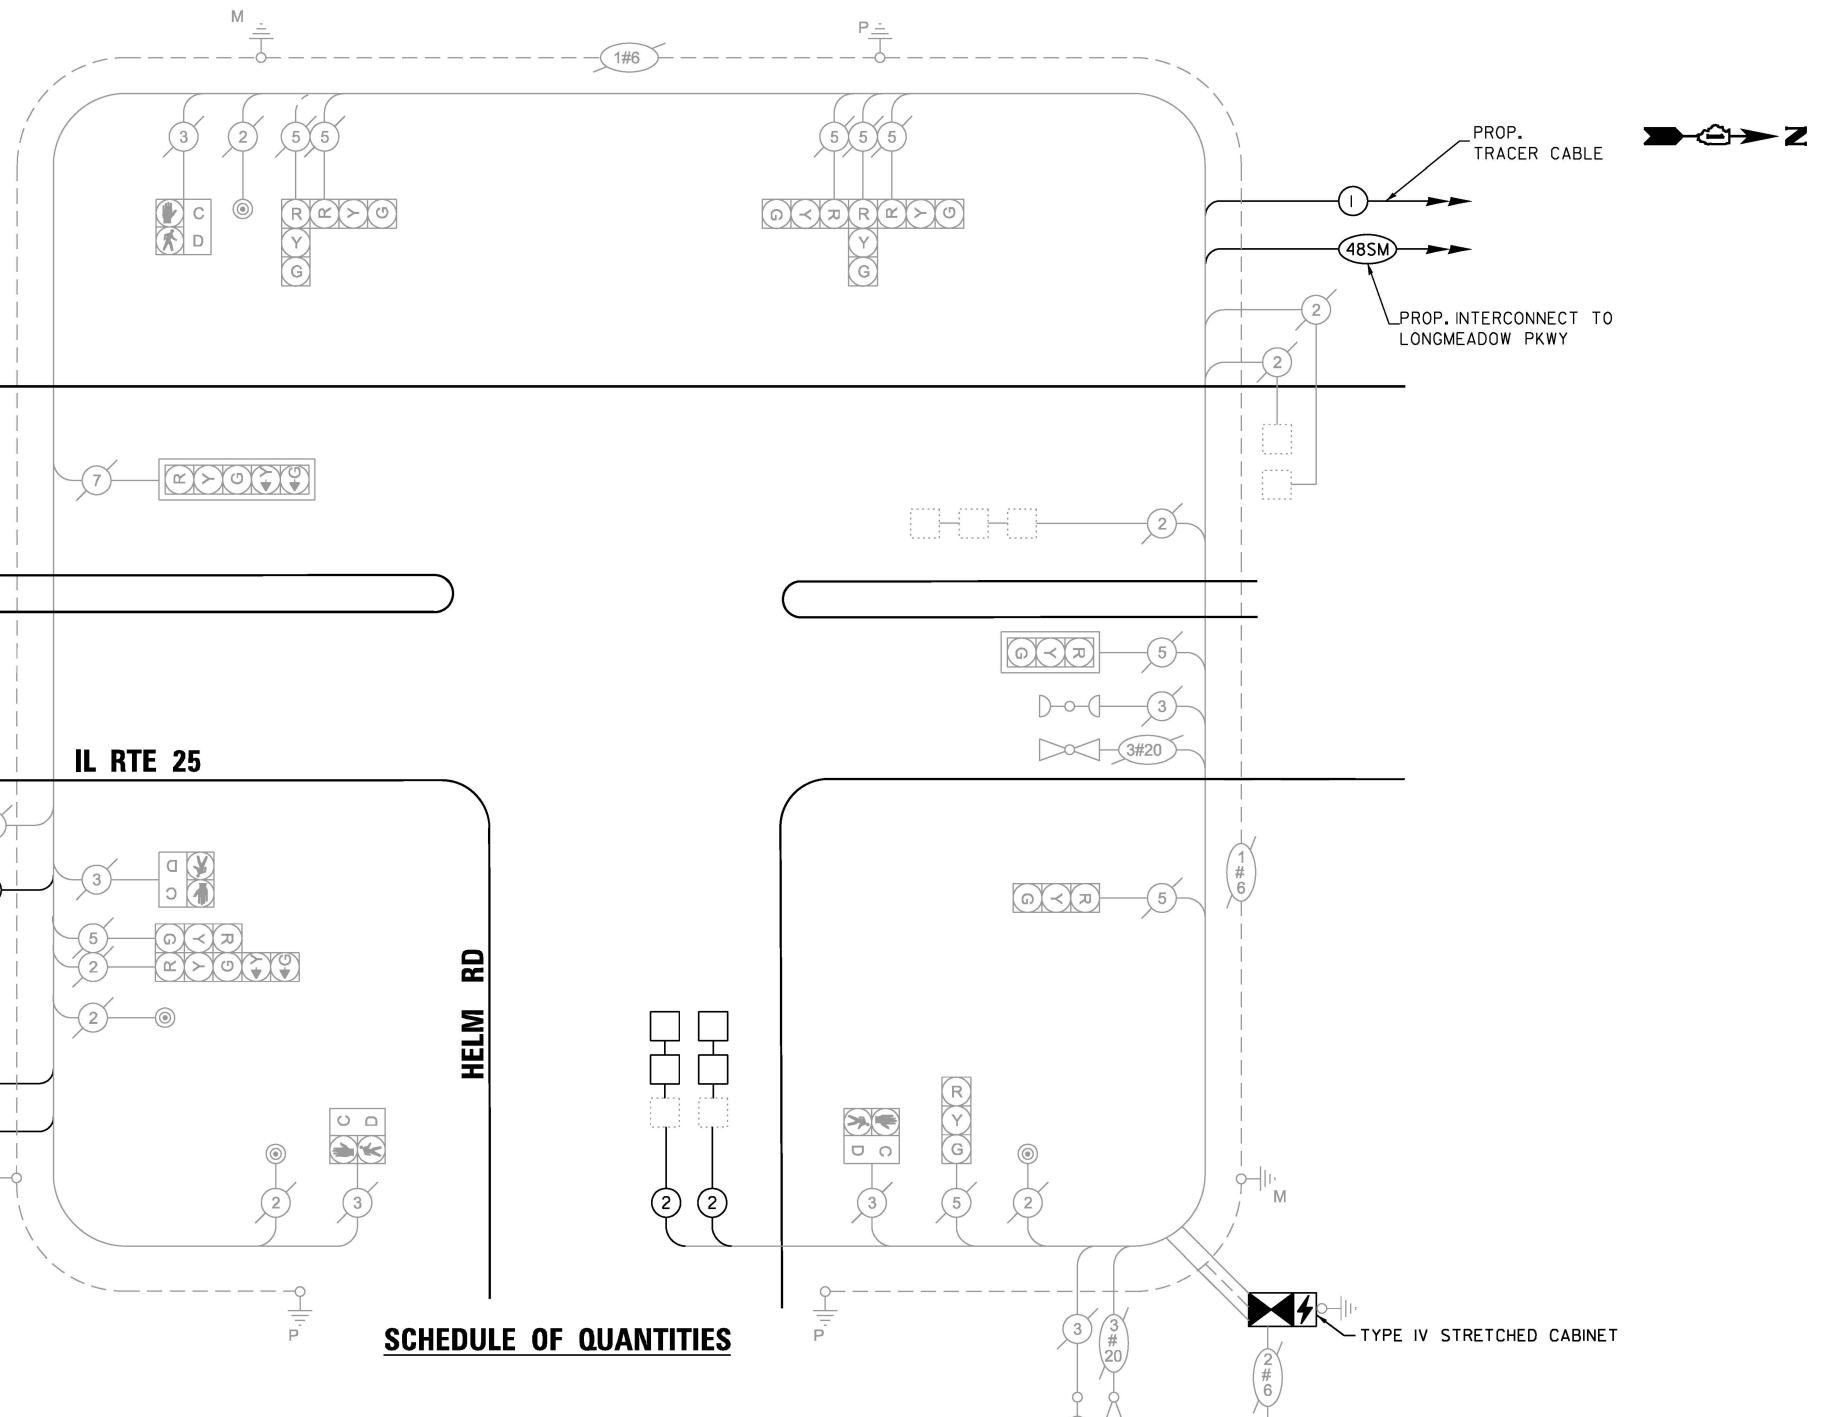 M
P
1#6
3
2
5
5
5
5
5
PROP.
TRACER CABLE
N
C
D
R
R
Y
G
Y
G
G
Y
R
R
R
Y
G
Y
G
1
48SM
2
PROP. INTERCONNECT TO
LONGMEADOW PKWY
2
7
R
Y
G
Y
G
2
G
Y
R
5
3
3#20
IL RTE 25
3
D
C
1
#
6
G
Y
R
5
5
G
Y
R
2
R
Y
G
Y
G
2
HELM RD
C
D
2
3
2
2
D
C
R
Y
G
3
5
2
M
P
P
SCHEDULE OF QUANTITIES
3
3
#
20
TYPE IV STRETCHED CABINET
2
#
6